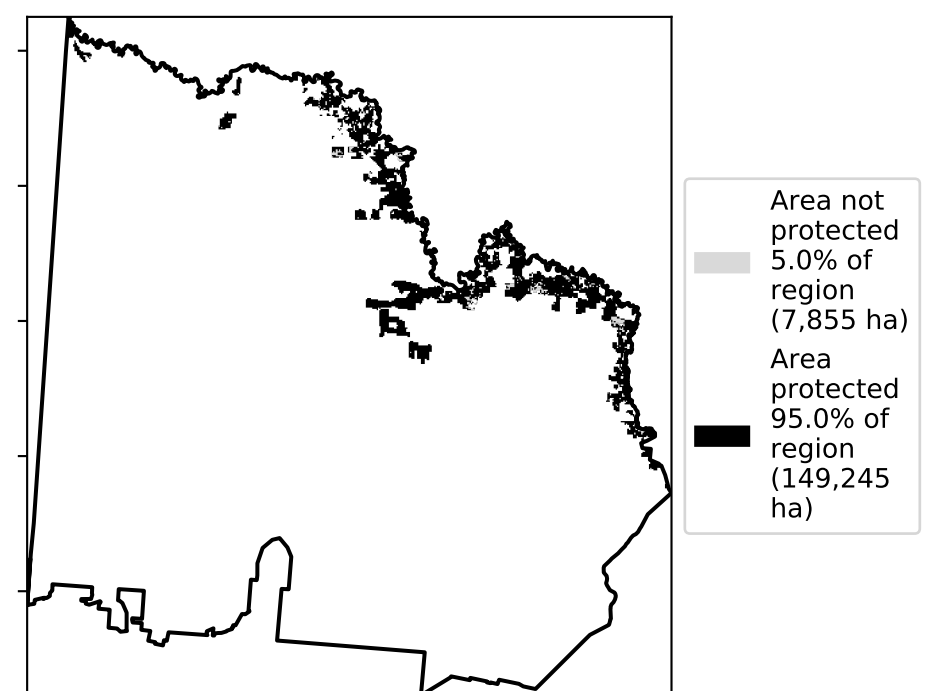 Area not
protected
5.0% of
region
(7,855 ha)
Area
protected
95.0% of
region
(149,245
ha)